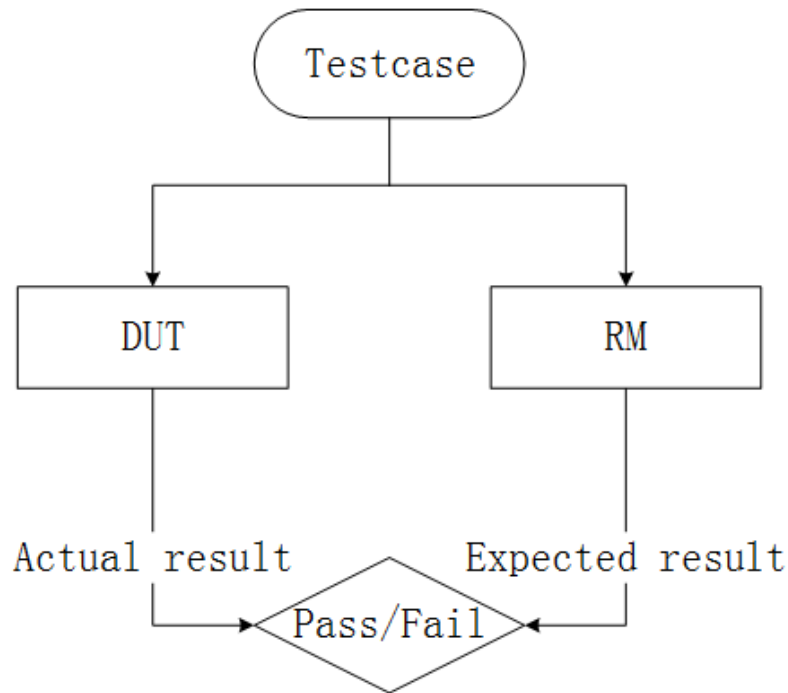 Testcase
DUT
RM
Actual result
Expected result
Pass/Fail